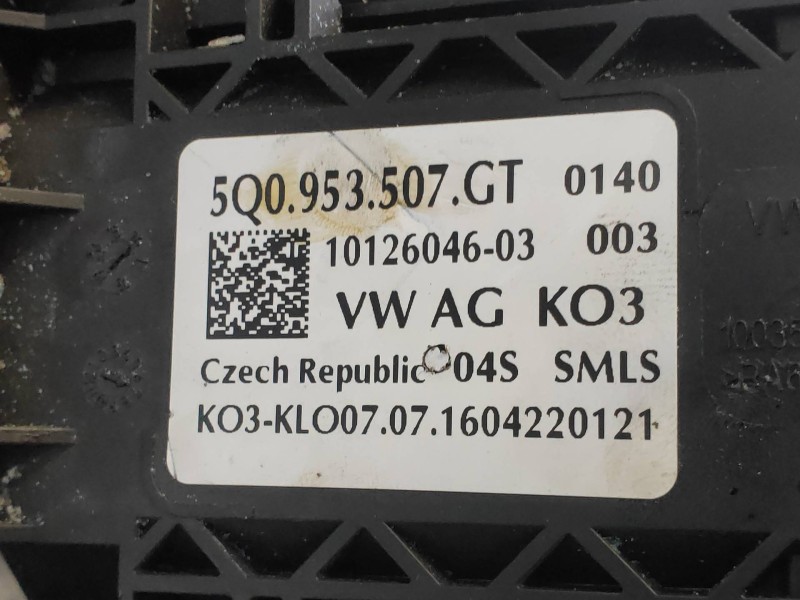 5Q0.953.507.GT 0140
10126046-03 003
VW AG KO3
Czech Republic 04S SMLS
KO3-KLO07.07.1604220121
VW